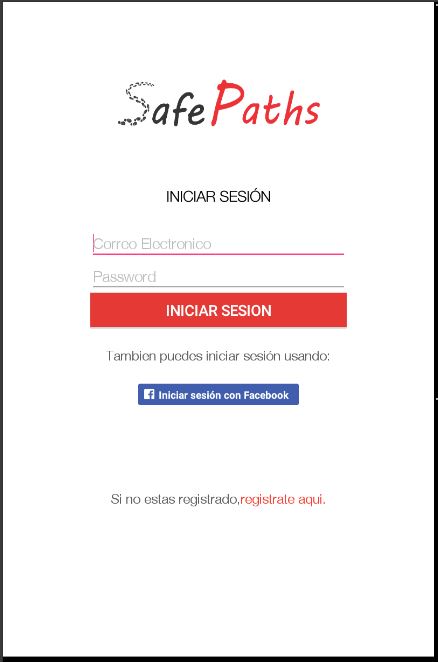 SafePaths
INICIAR SESIÓN
Correo Electronico
Password
INICIAR SESION
Tambien puedes iniciar sesión usando:
Iniciar sesión con Facebook
Si no estas registrado,registrate aqui.